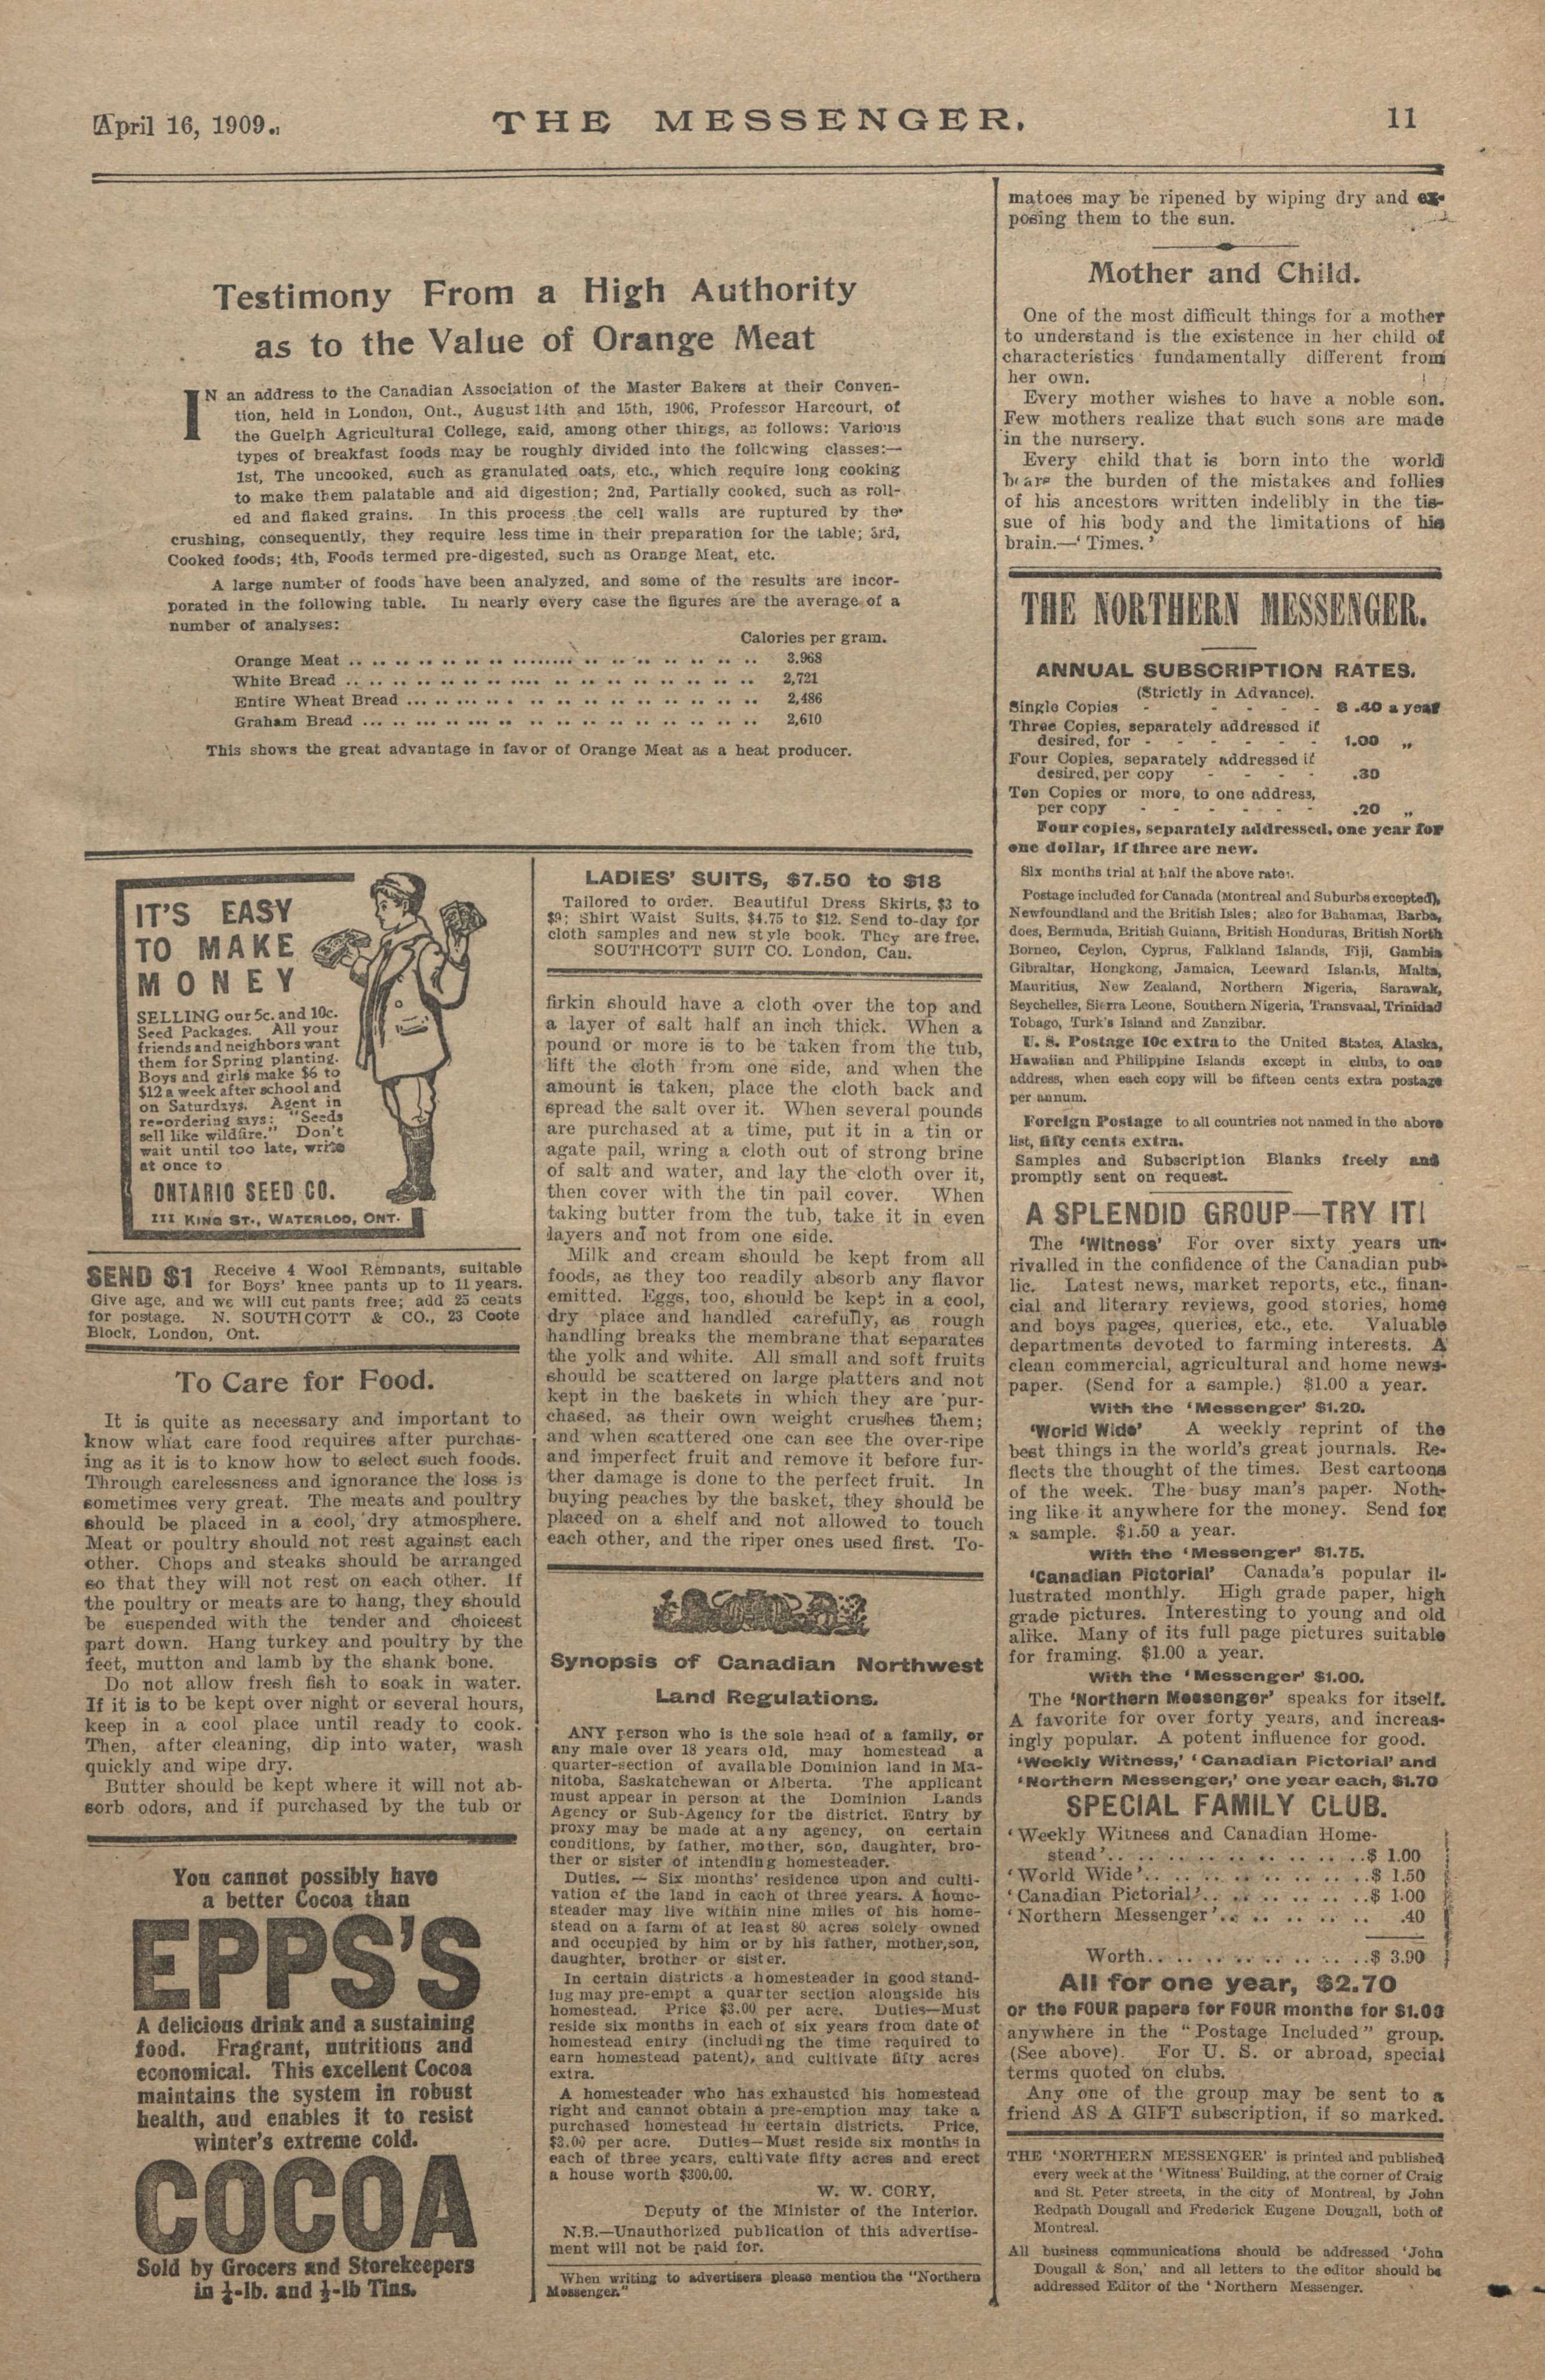 April 16, 1909.
THE MESSENGER.
11
Testimony From a High Authority
as to the Value of Orange Meat
IN an address to the Canadian Association of the Master Bakers at their Conven-
tion, held in London, Ont., August 14th and 15th, 1906, Professor Harcourt, of
the Guelph Agricultural College, said, among other things, as follows: Various
types of breakfast foods may be roughly divided into the following classes:—
1st, The uncooked, such as granulated oats, etc., which require long cooking
to make them palatable and aid digestion; 2nd, Partially cooked, such as roll-
ed and flaked grains. In this process the cell walls are ruptured by the
crushing, consequently, they require less time in their preparation for the table; 3rd,
Cooked foods; 4th, Foods termed pre-digested, such as Orange Meat, etc.
A large number of foods have been analyzed, and some of the results are incor-
porated in the following table. In nearly every case the figures are the average of a
number of analyses:
Calories per gram.
Orange Meat .. .. .. .. .. .. .. .. .. .. .. .. 3.968
White Bread .. .. .. .. .. .. .. .. .. .. .. .. 2,721
Entire Wheat Bread .. .. .. .. .. .. .. .. .. .. 2,486
Graham Bread .. .. .. .. .. .. .. .. .. .. .. .. 2,610
This shows the great advantage in favor of Orange Meat as a heat producer.
IT'S EASY
TO MAKE
MONEY
SELLING our 5c. and 10c.
Seed Packages. All your
friends and neighbors want
them for Spring planting.
Boys and girls make $6 to
$12 a week after school and
on Saturdays. Agent in
re-ordering says: "Seeds
sell like wildfire." Don't
wait until too late, write
at once to
ONTARIO SEED CO.
111 KING ST., WATERLOO, ONT.
SEND $1 Receive 4 Wool Remnants, suitable
for Boys' knee pants up to 11 years.
Give age, and we will cut pants free; add 25 cents
for postage. N. SOUTHCOTT & CO., 23 Coote
Block, London, Ont.
To Care for Food.
It is quite as necessary and important to
know what care food requires after purchas-
ing as it is to know how to select such foods.
Through carelessness and ignorance the loss is
sometimes very great. The meats and poultry
should be placed in a cool, dry atmosphere.
Meat or poultry should not rest against each
other. Chops and steaks should be arranged
so that they will not rest on each other. If
the poultry or meats are to hang, they should
be suspended with the tender and choicest
part down. Hang turkey and poultry by the
feet, mutton and lamb by the shank bone.
Do not allow fresh fish to soak in water.
If it is to be kept over night or several hours,
keep in a cool place until ready to cook.
Then, after cleaning, dip into water, wash
quickly and wipe dry.
Butter should be kept where it will not ab-
sorb odors, and if purchased by the tub or
You cannot possibly have
a better Cocoa than
EPPS'S
A delicious drink and a sustaining
food. Fragrant, nutritious and
economical. This excellent Cocoa
maintains the system in robust
health, and enables it to resist
winter's extreme cold.
COCOA
Sold by Grocers and Storekeepers
in ¼-lb. and ½-lb Tins.
LADIES' SUITS, $7.50 to $18
Tailored to order. Beautiful Dress Skirts, $3 to
$9; Shirt Waist Suits, $4.75 to $12. Send to-day for
cloth samples and new style book. They are free.
SOUTHCOTT SUIT CO. London, Can.
firkin should have a cloth over the top and
a layer of salt half an inch thick. When a
pound or more is to be taken from the tub,
lift the cloth from one side, and when the
amount is taken, place the cloth back and
spread the salt over it. When several pounds
are purchased at a time, put it in a tin or
agate pail, wring a cloth out of strong brine
of salt and water, and lay the cloth over it,
then cover with the tin pail cover. When
taking butter from the tub, take it in even
layers and not from one side.
Milk and cream should be kept from all
foods, as they too readily absorb any flavor
emitted. Eggs, too, should be kept in a cool,
dry place and handled carefully, as rough
handling breaks the membrane that separates
the yolk and white. All small and soft fruits
should be scattered on large platters and not
kept in the baskets in which they are pur-
chased, as their own weight crushes them;
and when scattered one can see the over-ripe
and imperfect fruit and remove it before fur-
ther damage is done to the perfect fruit. In
buying peaches by the basket, they should be
placed on a shelf and not allowed to touch
each other, and the riper ones used first. To-
Synopsis of Canadian Northwest
Land Regulations.
ANY person who is the sole head of a family, or
any male over 18 years old, may homestead a
quarter-section of available Dominion land in Ma-
nitoba, Saskatchewan or Alberta. The applicant
must appear in person at the Dominion Lands
Agency or Sub-Agency for the district. Entry by
proxy may be made at any agency, on certain
conditions, by father, mother, son, daughter, bro-
ther or sister of intending homesteader.
Duties. — Six months' residence upon and culti-
vation of the land in each of three years. A home-
steader may live within nine miles of his home-
stead on a farm of at least 80 acres solely owned
and occupied by him or by his father, mother,son,
daughter, brother or sister.
In certain districts a homesteader in good stand-
ing may pre-empt a quarter section alongside his
homestead. Price $3.00 per acre. Duties—Must
reside six months in each of six years from date of
homestead entry (including the time required to
earn homestead patent), and cultivate fifty acres
extra.
A homesteader who has exhausted his homestead
right and cannot obtain a pre-emption may take a
purchased homestead in certain districts. Price,
$3.00 per acre. Duties—Must reside six months in
each of three years, cultivate fifty acres and erect
a house worth $300.00.
W. W. CORY,
Deputy of the Minister of the Interior.
N.B.—Unauthorized publication of this advertise-
ment will not be paid for.
When writing to advertisers please mention the "Northern
Messenger."
matoes may be ripened by wiping dry and ex-
posing them to the sun.
Mother and Child.
One of the most difficult things for a mother
to understand is the existence in her child of
characteristics fundamentally different from
her own.
Every mother wishes to have a noble son.
Few mothers realize that such sons are made
in the nursery.
Every child that is born into the world
bears the burden of the mistakes and follies
of his ancestors written indelibly in the tis-
sue of his body and the limitations of his
brain.—'Times.'
THE NORTHERN MESSENGER.
ANNUAL SUBSCRIPTION RATES.
(Strictly in Advance).
Single Copies - - - - - $ .40 a year
Three Copies, separately addressed if
desired, for - - - - - - 1.00 „
Four Copies, separately addressed if
desired, per copy - - - - .30
Ten Copies or more, to one address,
per copy - - - - - - .20 „
Four copies, separately addressed, one year for
one dollar, if three are new.
Six months trial at half the above rates.
Postage included for Canada (Montreal and Suburbs excepted),
Newfoundland and the British Isles; also for Bahamas, Barba,
does, Bermuda, British Guiana, British Honduras, British North
Borneo, Ceylon, Cyprus, Falkland Islands, Fiji, Gambia
Gibraltar, Hongkong, Jamaica, Leeward Islands, Malta,
Mauritius, New Zealand, Northern Nigeria, Sarawak,
Seychelles, Sierra Leone, Southern Nigeria, Transvaal, Trinidad
Tobago, Turk's Island and Zanzibar.
U. S. Postage 10c extra to the United States, Alaska,
Hawaiian and Philippine Islands except in clubs, to one
address, when each copy will be fifteen cents extra postage
per annum.
Foreign Postage to all countries not named in the above
list, fifty cents extra.
Samples and Subscription Blanks freely and
promptly sent on request.
A SPLENDID GROUP—TRY IT!
The 'Witness' For over sixty years un-
rivalled in the confidence of the Canadian pub-
lic. Latest news, market reports, etc., finan-
cial and literary reviews, good stories, home
and boys pages, queries, etc., etc. Valuable
departments devoted to farming interests. A
clean commercial, agricultural and home news-
paper. (Send for a sample.) $1.00 a year.
With the 'Messenger' $1.20.
'World Wide' A weekly reprint of the
best things in the world's great journals. Re-
flects the thought of the times. Best cartoons
of the week. The busy man's paper. Noth-
ing like it anywhere for the money. Send for
a sample. $1.50 a year.
With the 'Messenger' $1.75.
'Canadian Pictorial' Canada's popular il-
lustrated monthly. High grade paper, high
grade pictures. Interesting to young and old
alike. Many of its full page pictures suitable
for framing. $1.00 a year.
With the 'Messenger' $1.00.
The 'Northern Messenger' speaks for itself.
A favorite for over forty years, and increas-
ingly popular. A potent influence for good.
'Weekly Witness,' 'Canadian Pictorial' and
'Northern Messenger,' one year each, $1.70
SPECIAL FAMILY CLUB.
'Weekly Witness and Canadian Home-
stead'.. .. .. .. .. .. .. ..$ 1.00
'World Wide'.. .. .. .. .. .. ..$ 1.50
'Canadian Pictorial'.. .. .. .. ..$ 1.00
'Northern Messenger'.. .. .. .. .. .40
Worth.. .. .. .. .. .. ..$ 3.90
All for one year, $2.70
or the FOUR papers for FOUR months for $1.00
anywhere in the "Postage Included" group.
(See above). For U. S. or abroad, special
terms quoted on clubs.
Any one of the group may be sent to a
friend AS A GIFT subscription, if so marked.
THE 'NORTHERN MESSENGER' is printed and published
every week at the 'Witness' Building, at the corner of Craig
and St. Peter streets, in the city of Montreal, by John
Redpath Dougall and Frederick Eugene Dougall, both of
Montreal.
All business communications should be addressed 'John
Dougall & Son,' and all letters to the editor should be
addressed Editor of the 'Northern Messenger.